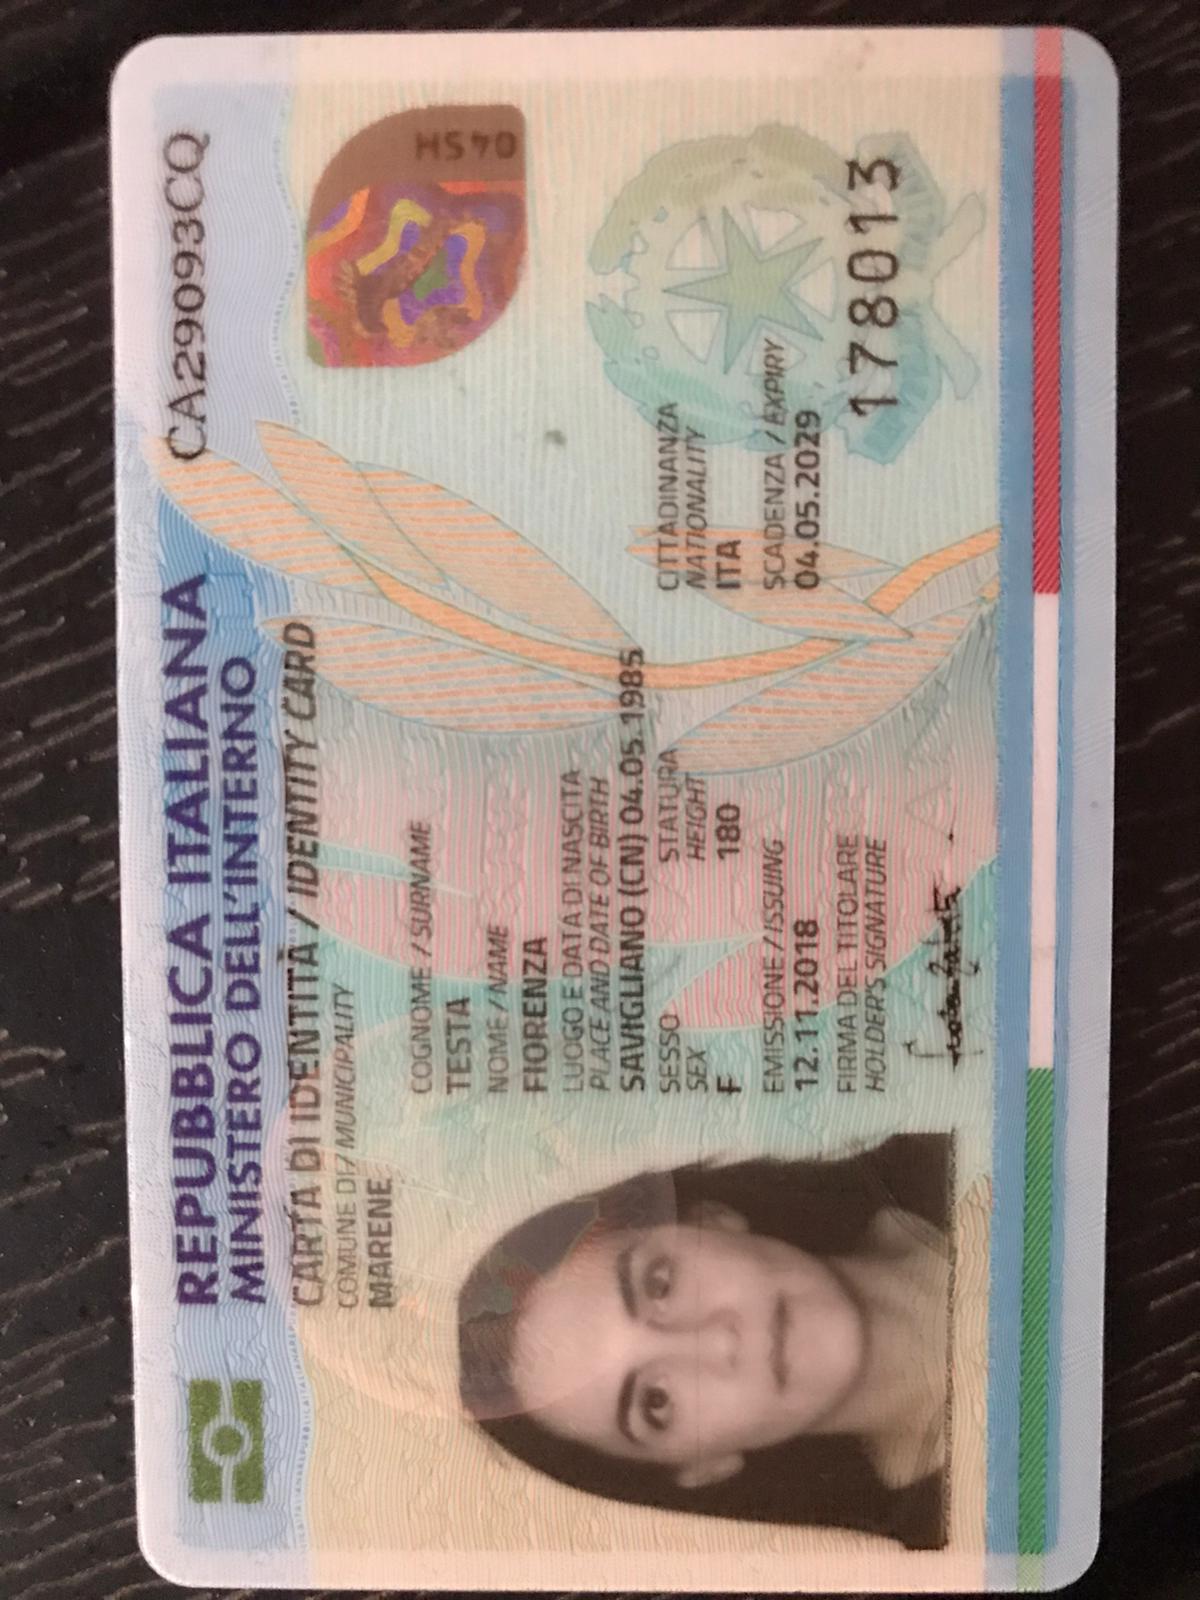 REPUBBLICA ITALIANA
CA29093CQ
MINISTERO DELL'INTERNO
CARTA DI IDENTITÀ / IDENTITY CARD
COMUNE DI / MUNICIPALITY
MARENE
COGNOME / SURNAME
TESTA
NOME / NAME
FIORENZA
LUOGO E DATA DI NASCITA
PLACE AND DATE OF BIRTH
SAVIGLIANO (CN) 04.05.1985
SESSO STATURA CITTADINANZA
SEX HEIGHT NATIONALITY
F 180 ITA
EMISSIONE / ISSUING SCADENZA / EXPIRY
12.11.2018 04.05.2029
FIRMA DEL TITOLARE
HOLDER'S SIGNATURE
178013
045H